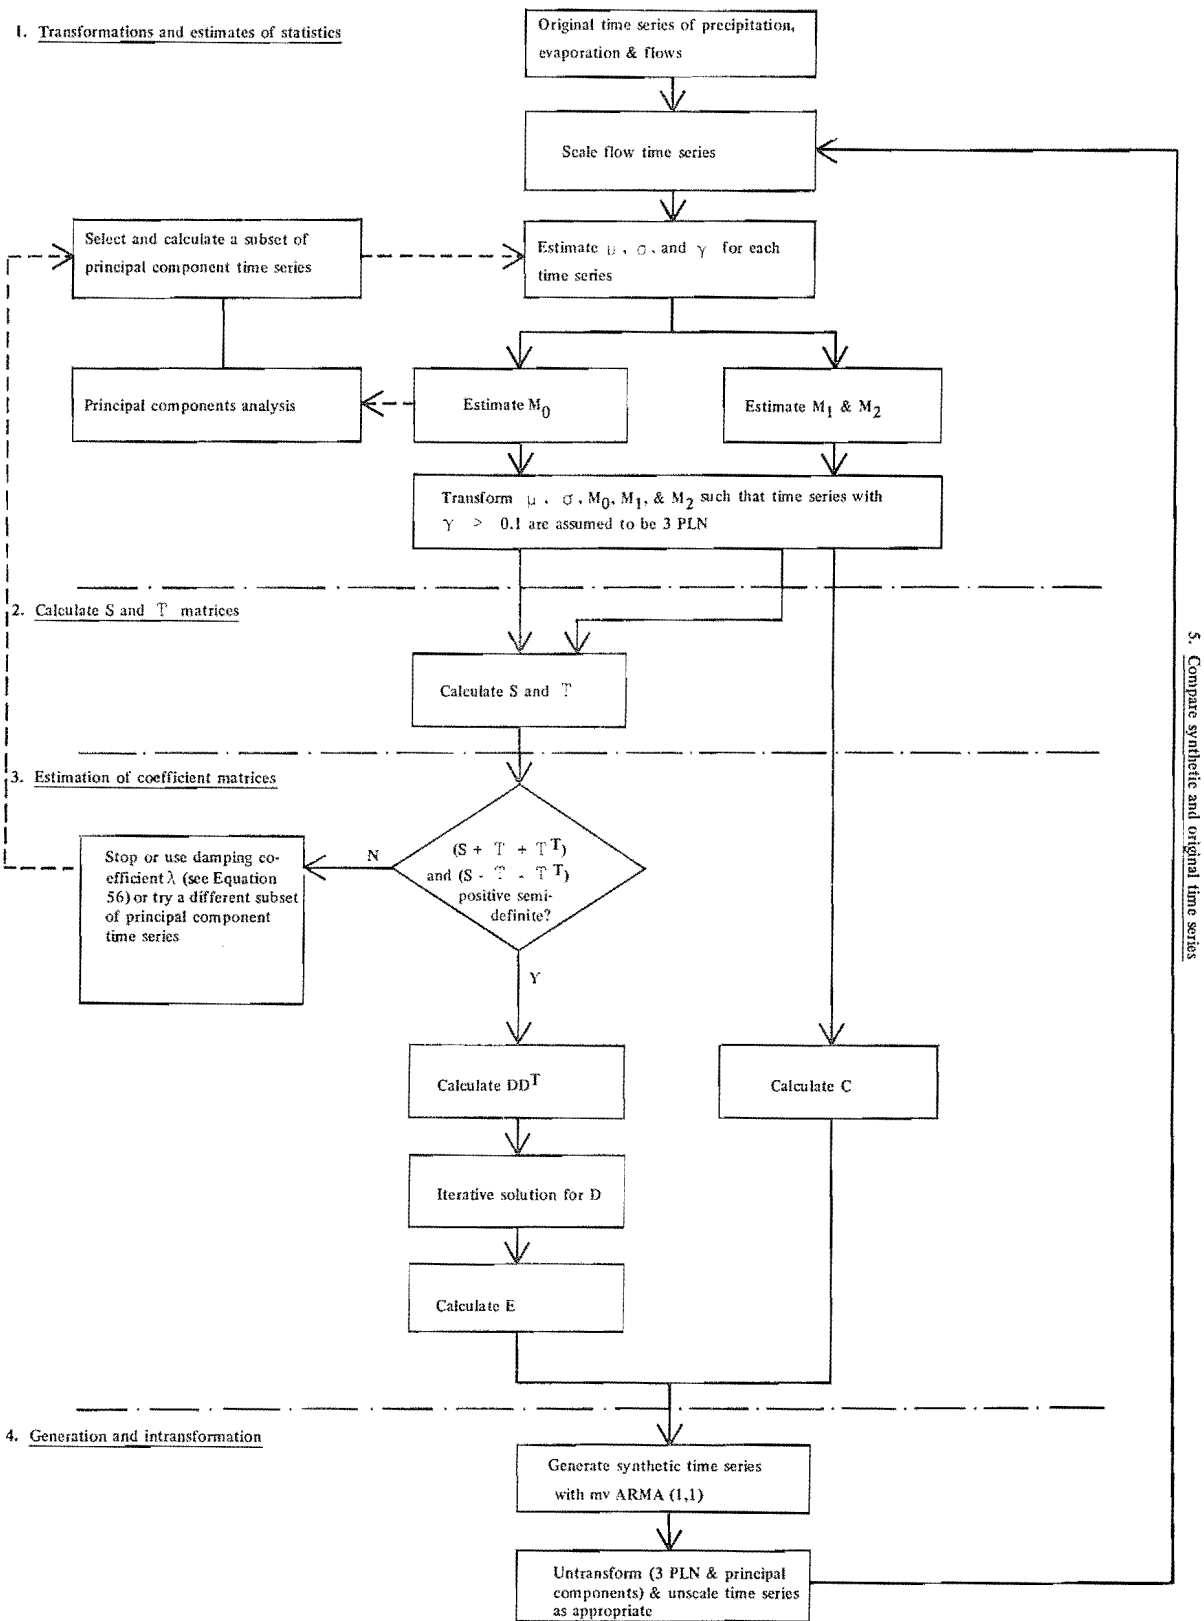 1. Transformations and estimates of statistics
Original time series of precipitation,
evaporation & flows
Scale flow time series
Select and calculate a subset of
principal component time series
Estimate μ, σ, and γ for each
time series
Principal components analysis
Estimate M₀
Estimate M₁ & M₂
Transform μ, σ, M₀, M₁, & M₂ such that time series with
γ > 0.1 are assumed to be 3 PLN
2. Calculate S and T matrices
Calculate S and T
3. Estimation of coefficient matrices
(S + T + Tᵀ)
and (S - T - Tᵀ)
positive semi-
definite?
N
Stop or use damping co-
efficient λ (see Equation
56) or try a different subset
of principal component
time series
Y
Calculate DDᵀ
Calculate C
Iterative solution for D
Calculate E
4. Generation and intransformation
Generate synthetic time series
with mv ARMA (1,1)
Untransform (3 PLN & principal
components) & unscale time series
as appropriate
5. Compare synthetic and original time series